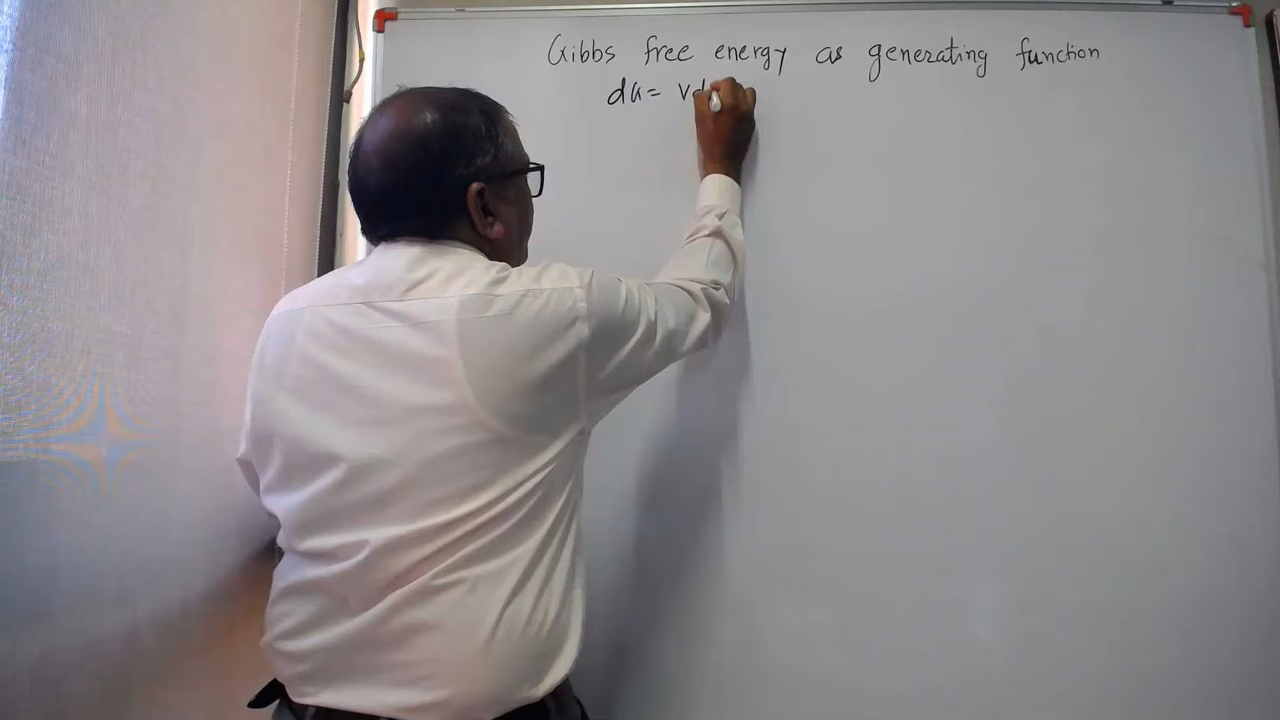 Gibbs free energy as generating function
dG = Vd